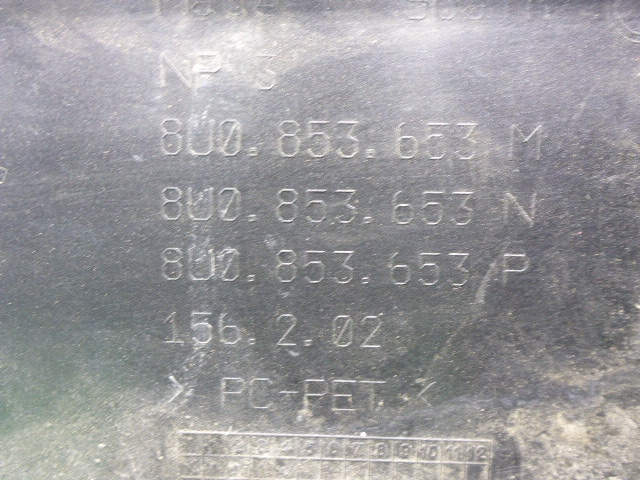 NP 3
8U0.853.653 M
8U0.853.653 N
8U0.853.653 P
156.2.02
> PC-PET <
1 2 3 4 5 6 7 8 9 10 11 12